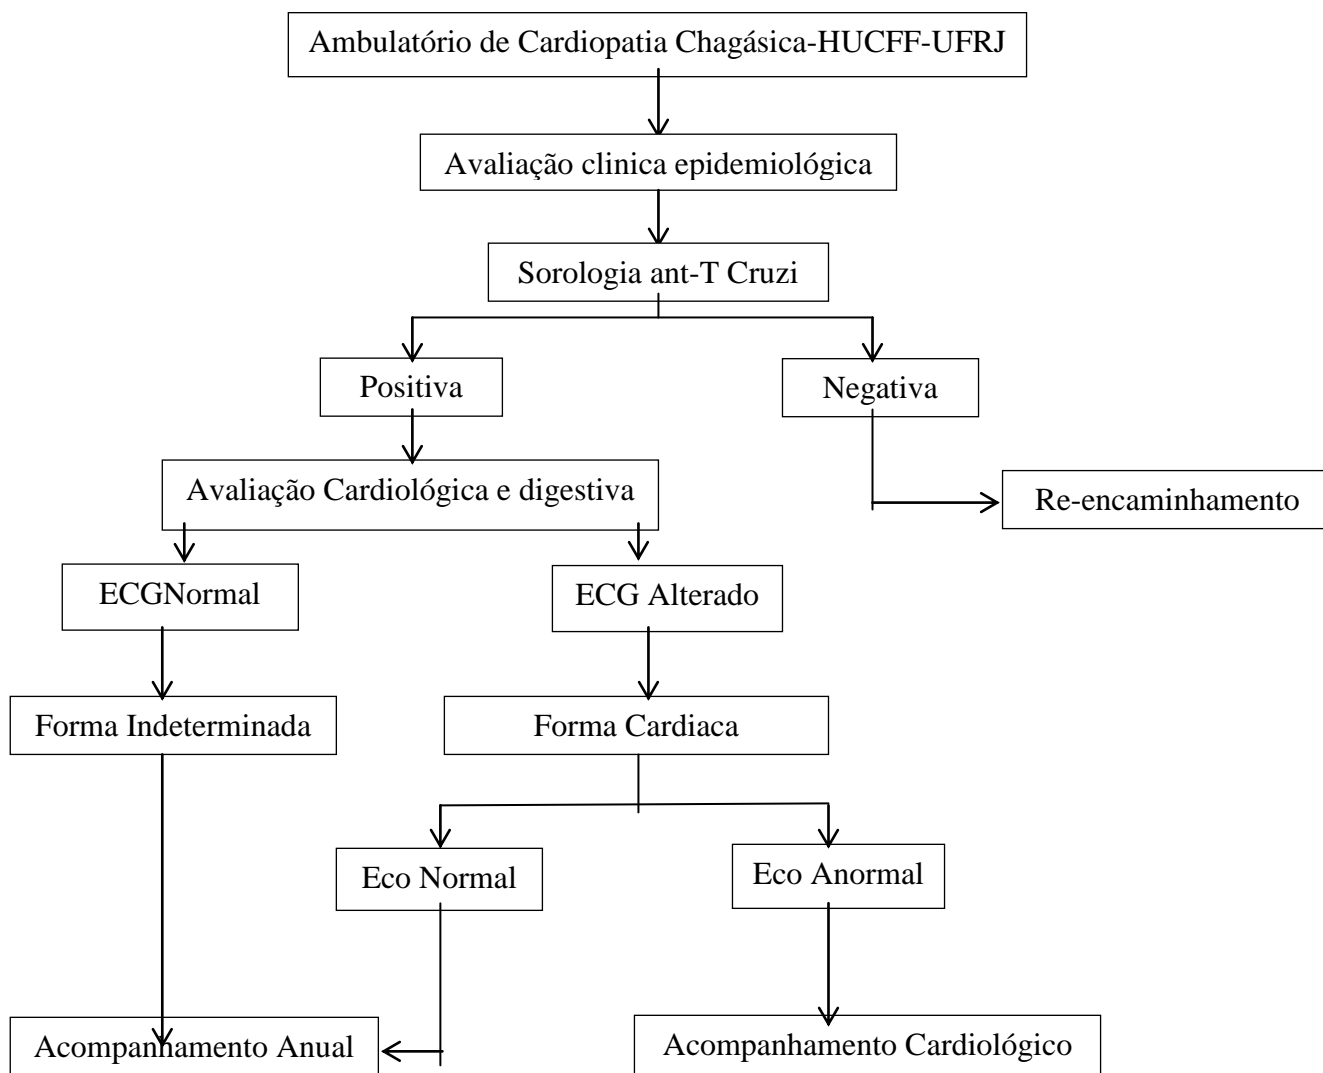 Ambulatório de Cardiopatia Chagásica-HUCFF-UFRJ
Avaliação clinica epidemiológica
Sorologia ant-T Cruzi
Positiva
Negativa
Avaliação Cardiológica e digestiva
Re-encaminhamento
ECGNormal
ECG Alterado
Forma Indeterminada
Forma Cardiaca
Eco Normal
Eco Anormal
Acompanhamento Anual
Acompanhamento Cardiológico